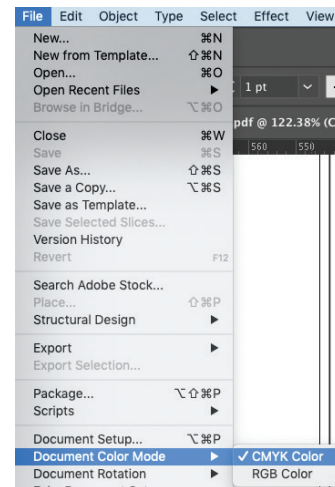 File Edit Object Type Select Effect View
New... ⌘N
New from Template... ⇧⌘N
Open... ⌘O
Open Recent Files ▶
Browse in Bridge... ⌥⌘O
1 pt
pdf @ 122.38% (C
Close ⌘W
560 550
Save ⌘S
Save As... ⇧⌘S
Save a Copy... ⌥⌘S
Save as Template...
Save Selected Slices...
Version History
Revert F12
Search Adobe Stock...
Place... ⇧⌘P
Structural Design ▶
Export ▶
Export Selection...
Package... ⌥⇧⌘P
Scripts ▶
Document Setup... ⌥⌘P
Document Color Mode ▶ ✓ CMYK Color
Document Rotation ▶ RGB Color